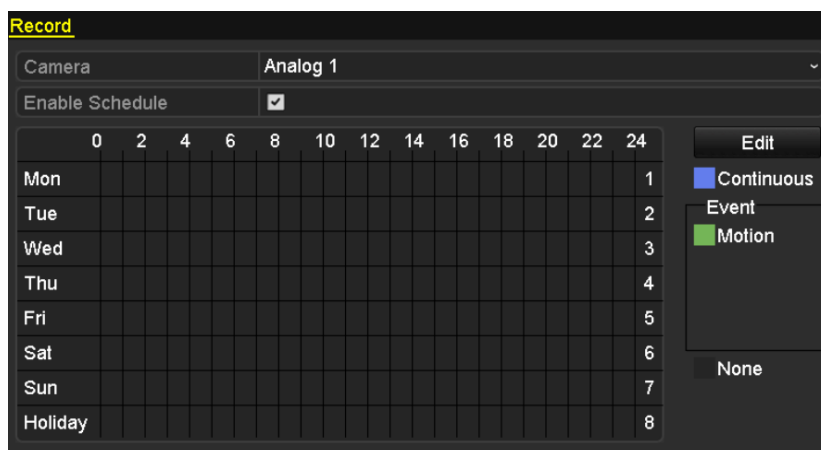 Record
Camera Analog 1
Enable Schedule
0 2 4 6 8 10 12 14 16 18 20 22 24
Edit
Mon 1
Continuous
Tue 2
Event
Wed 3
Motion
Thu 4
Fri 5
Sat 6
None
Sun 7
Holiday 8